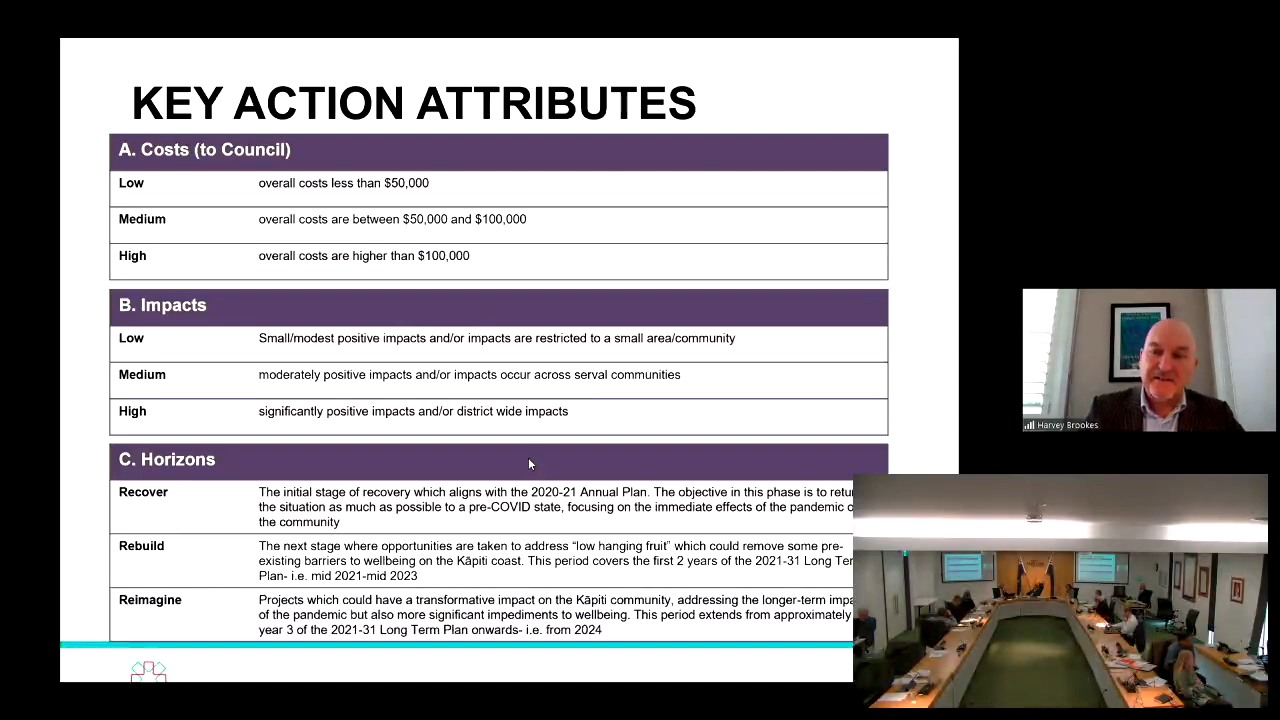 KEY ACTION ATTRIBUTES
A. Costs (to Council)
Low overall costs less than $50,000
Medium overall costs are between $50,000 and $100,000
High overall costs are higher than $100,000
B. Impacts
Low Small/modest positive impacts and/or impacts are restricted to a small area/community
Medium moderately positive impacts and/or impacts occur across serval communities
High significantly positive impacts and/or district wide impacts
C. Horizons
Recover The initial stage of recovery which aligns with the 2020-21 Annual Plan. The objective in this phase is to retu
the situation as much as possible to a pre-COVID state, focusing on the immediate effects of the pandemic o
the community
Rebuild The next stage where opportunities are taken to address “low hanging fruit” which could remove some pre-
existing barriers to wellbeing on the Kāpiti coast. This period covers the first 2 years of the 2021-31 Long Ter
Plan- i.e. mid 2021-mid 2023
Reimagine Projects which could have a transformative impact on the Kāpiti community, addressing the longer-term impa
of the pandemic but also more significant impediments to wellbeing. This period extends from approximately
year 3 of the 2021-31 Long Term Plan onwards- i.e. from 2024
Harvey Brookes